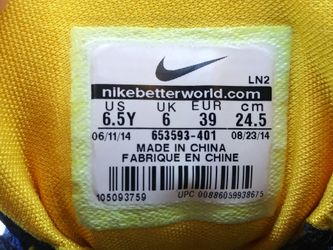 LN2
nikebetterworld.com
US UK EUR cm
6.5Y 6 39 24.5
06/11/14 653593-401 08/23/14
MADE IN CHINA
FABRIQUE EN CHINE
105093759
UPC 00886059938675